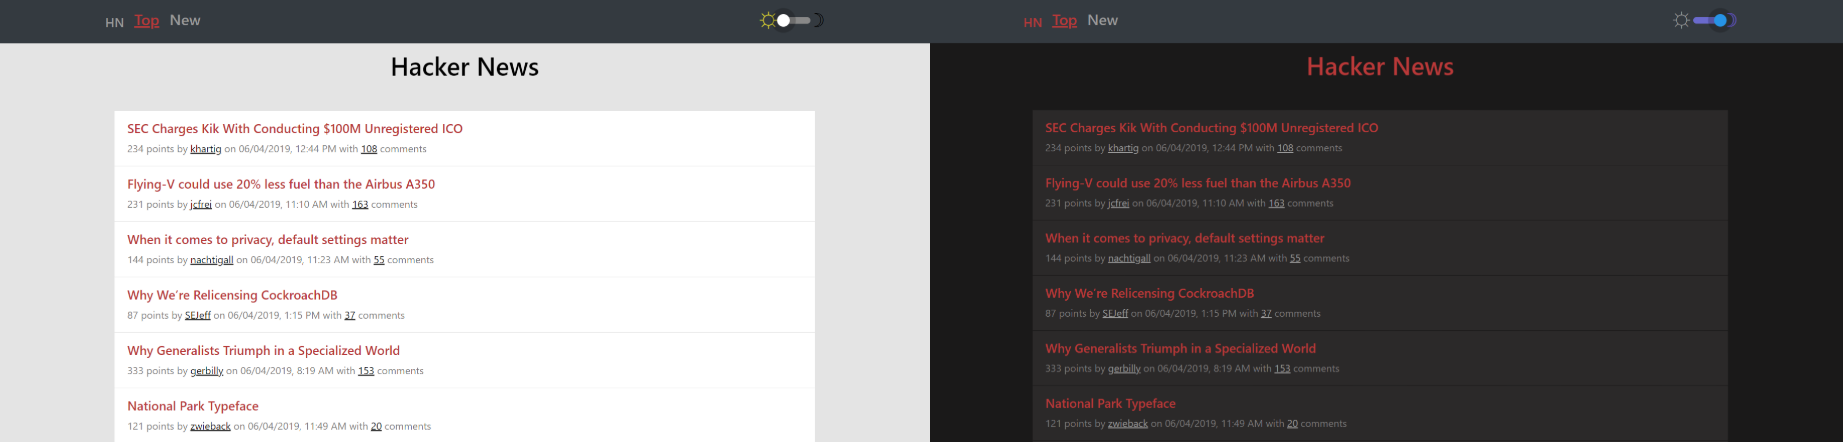 HN Top New
Hacker News
SEC Charges Kik With Conducting $100M Unregistered ICO
234 points by khartig on 06/04/2019, 12:44 PM with 108 comments
Flying-V could use 20% less fuel than the Airbus A350
231 points by jcfrei on 06/04/2019, 11:10 AM with 163 comments
When it comes to privacy, default settings matter
144 points by nachtigall on 06/04/2019, 11:23 AM with 55 comments
Why We're Relicensing CockroachDB
87 points by SEJeff on 06/04/2019, 1:15 PM with 37 comments
Why Generalists Triumph in a Specialized World
333 points by gerbilly on 06/04/2019, 8:19 AM with 153 comments
National Park Typeface
121 points by zwieback on 06/04/2019, 11:49 AM with 20 comments
HN Top New
Hacker News
SEC Charges Kik With Conducting $100M Unregistered ICO
234 points by khartig on 06/04/2019, 12:44 PM with 108 comments
Flying-V could use 20% less fuel than the Airbus A350
231 points by jcfrei on 06/04/2019, 11:10 AM with 163 comments
When it comes to privacy, default settings matter
144 points by nachtigall on 06/04/2019, 11:23 AM with 55 comments
Why We're Relicensing CockroachDB
87 points by SEJeff on 06/04/2019, 1:15 PM with 37 comments
Why Generalists Triumph in a Specialized World
333 points by gerbilly on 06/04/2019, 8:19 AM with 153 comments
National Park Typeface
121 points by zwieback on 06/04/2019, 11:49 AM with 20 comments